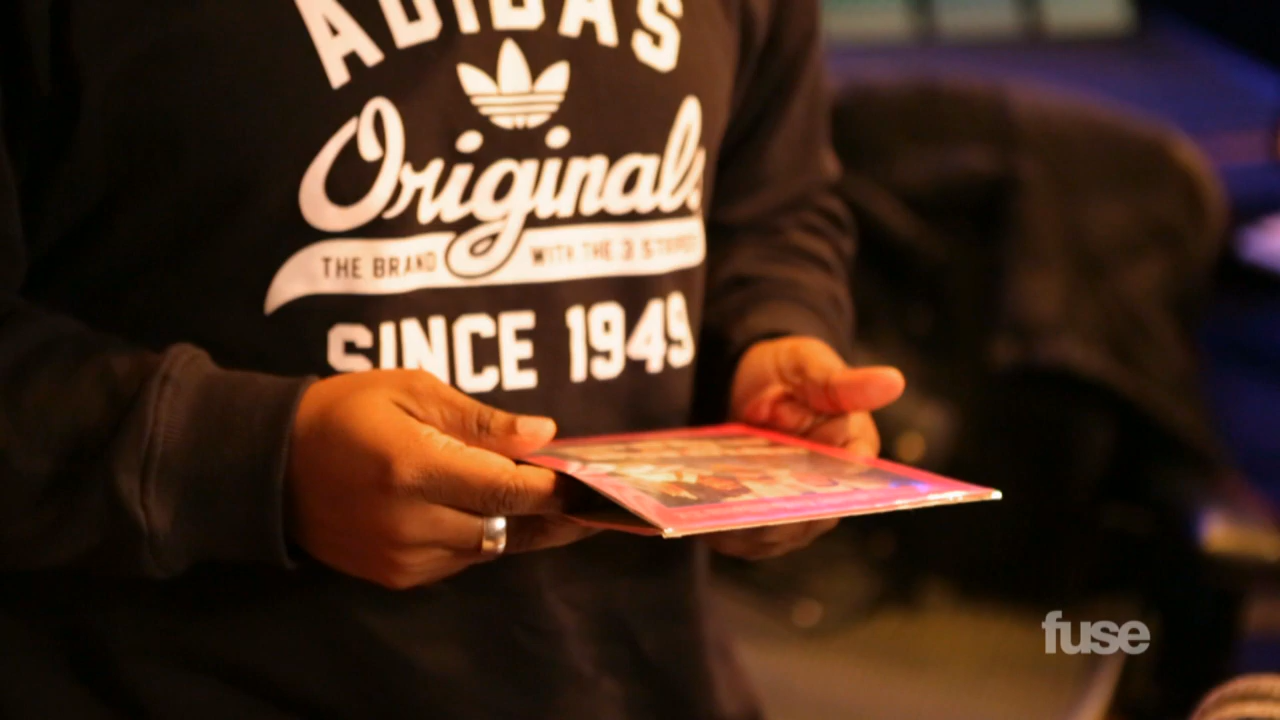 ADIDAS
Originals
THE BRAND WITH THE 3 STRIPES
SINCE 1949
fuse